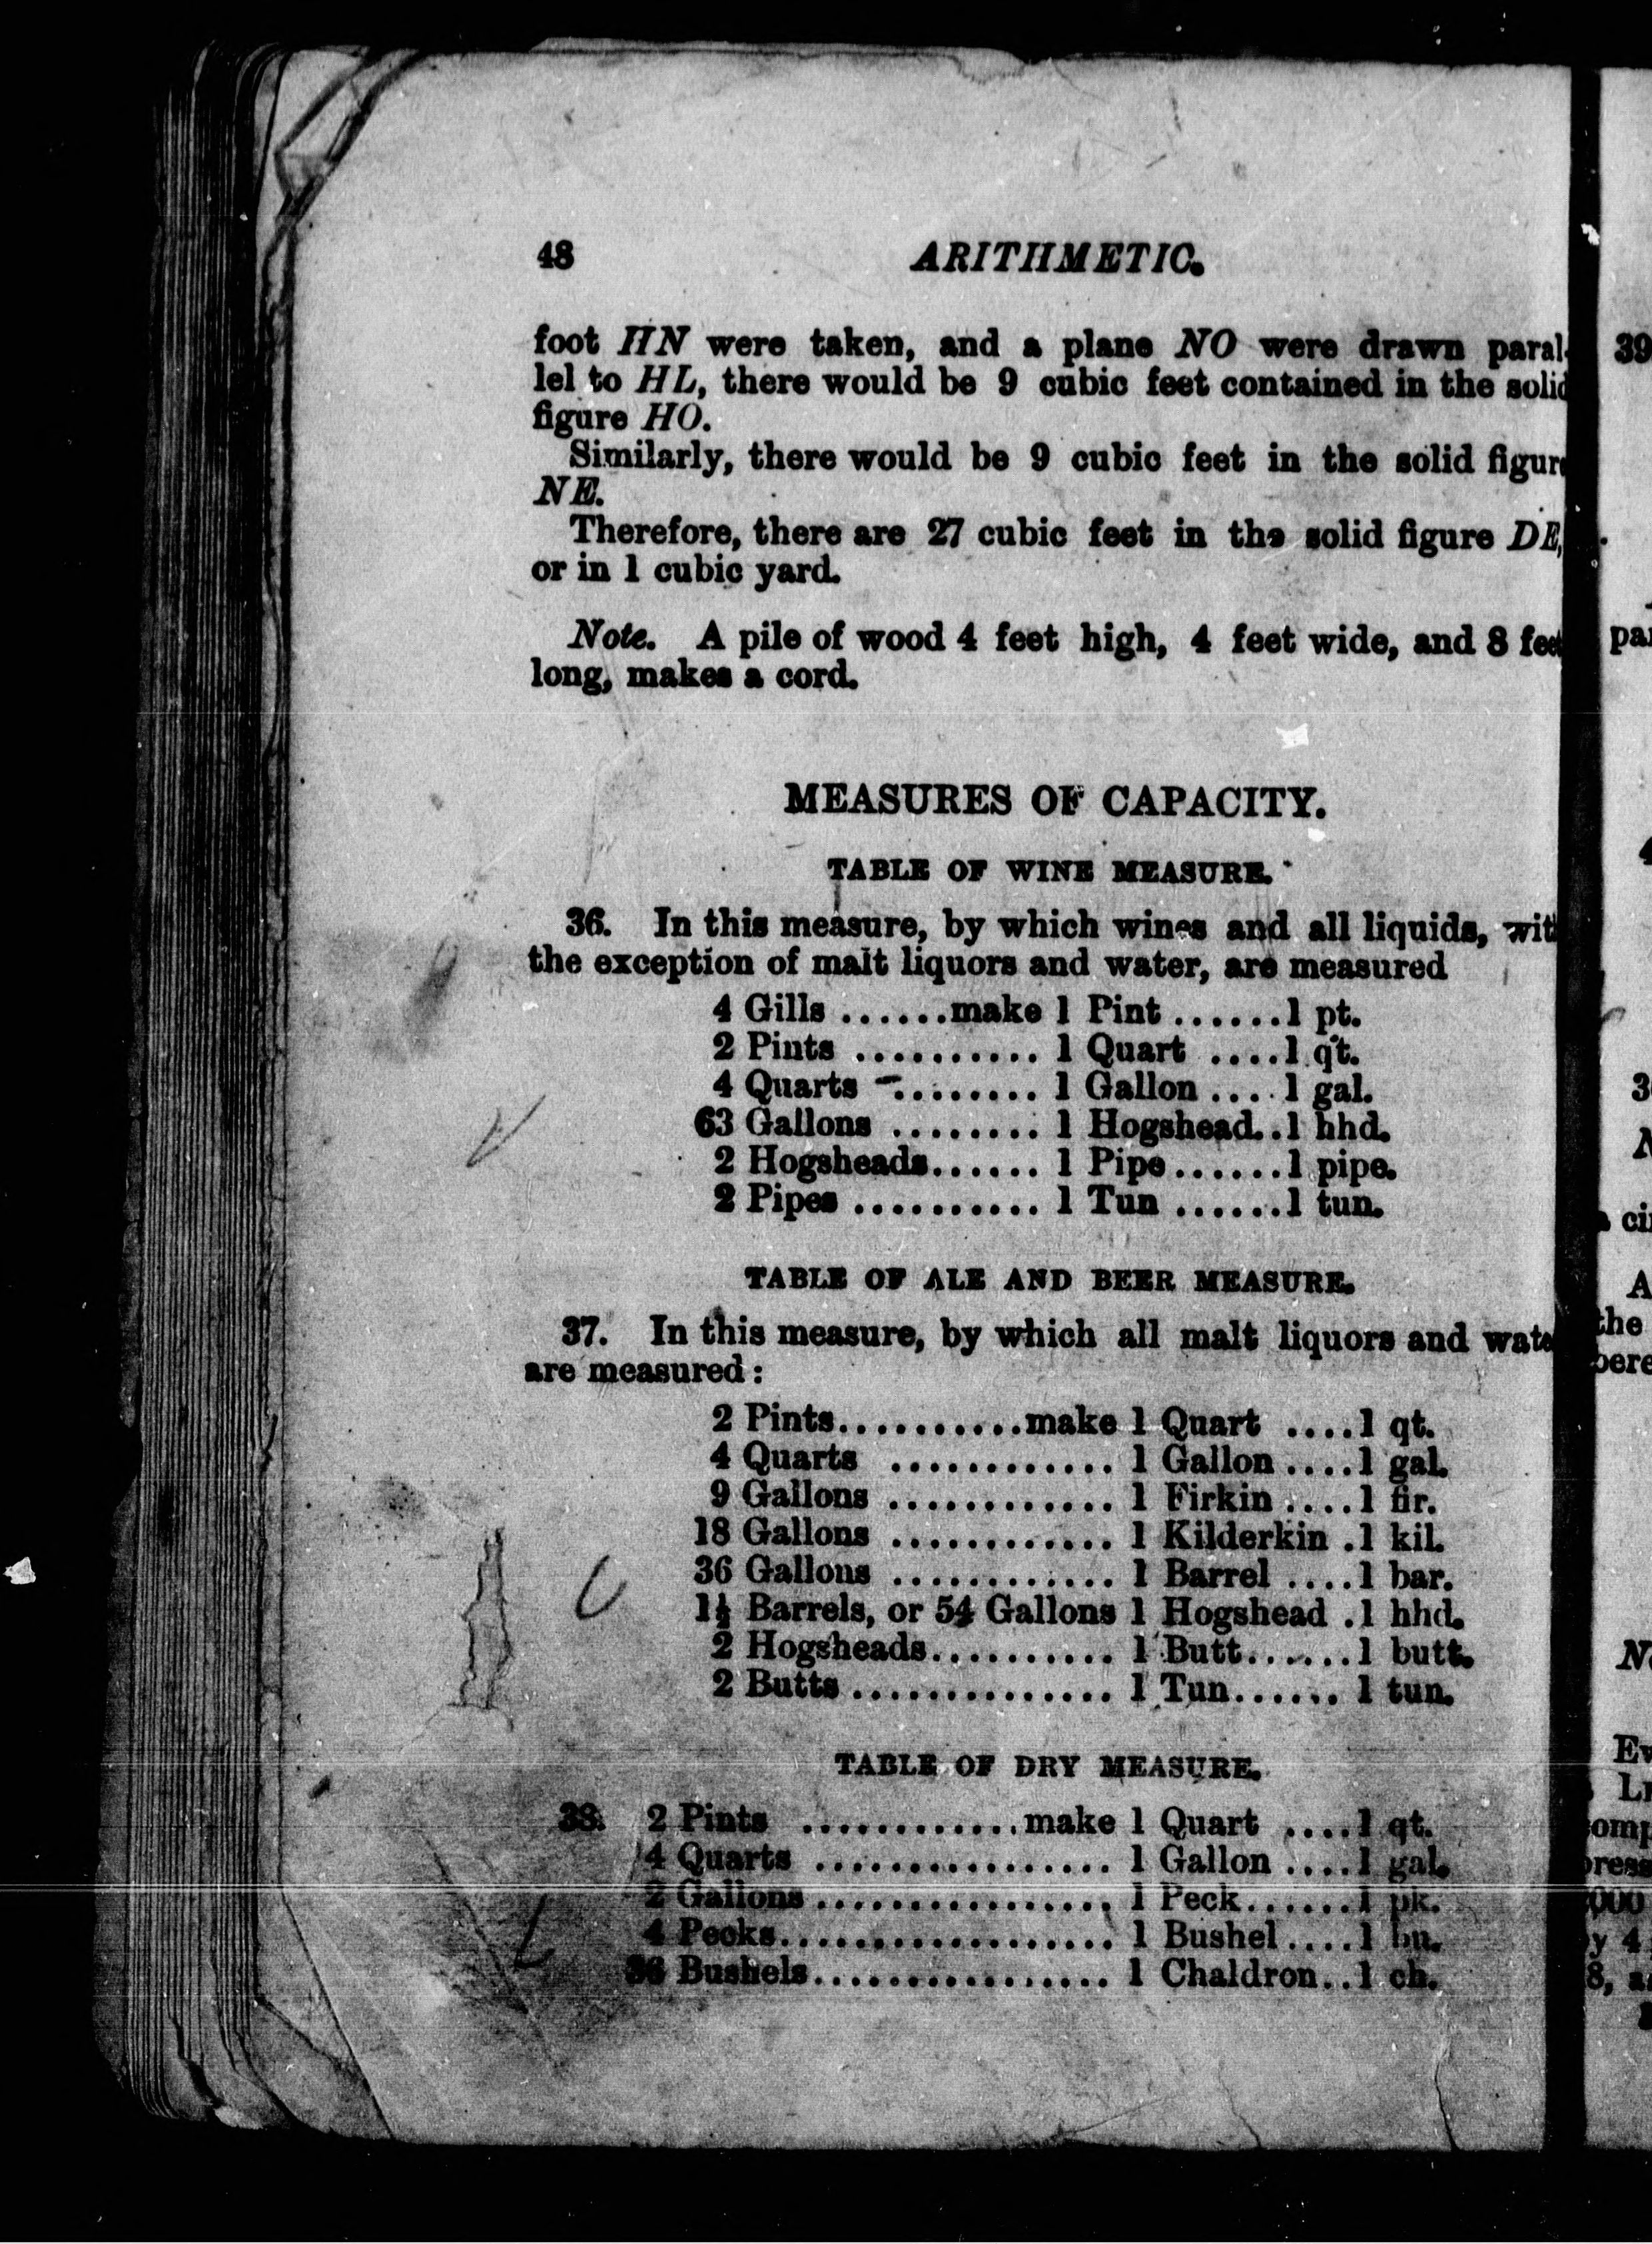 48 ARITHMETIC.
foot HN were taken, and a plane NO were drawn paral-
lel to HL, there would be 9 cubic feet contained in the solid
figure HO.
Similarly, there would be 9 cubic feet in the solid figure
NE.
Therefore, there are 27 cubic feet in the solid figure DE,
or in 1 cubic yard.
Note. A pile of wood 4 feet high, 4 feet wide, and 8 feet
long, makes a cord.
MEASURES OF CAPACITY.
TABLE OF WINE MEASURE.
36. In this measure, by which wines and all liquids, wit
the exception of malt liquors and water, are measured
4 Gills ......make 1 Pint ......1 pt.
2 Pints .......... 1 Quart ....1 qt.
4 Quarts ......... 1 Gallon ....1 gal.
63 Gallons ........ 1 Hogshead..1 hhd.
2 Hogsheads...... 1 Pipe......1 pipe.
2 Pipes .......... 1 Tun ......1 tun.
TABLE OF ALE AND BEER MEASURE.
37. In this measure, by which all malt liquors and wate
are measured:
2 Pints..........make 1 Quart ....1 qt.
4 Quarts ............ 1 Gallon ....1 gal.
9 Gallons ............ 1 Firkin ....1 fir.
18 Gallons ............ 1 Kilderkin .1 kil.
36 Gallons ............ 1 Barrel ....1 bar.
1½ Barrels, or 54 Gallons 1 Hogshead .1 hhd.
2 Hogsheads.......... 1 Butt......1 butt.
2 Butts .............. 1 Tun...... 1 tun.
TABLE OF DRY MEASURE.
38. 2 Pints ............make 1 Quart ....1 qt.
4 Quarts ................ 1 Gallon ....1 gal.
2 Gallons ................ 1 Peck......1 pk.
4 Pecks.................. 1 Bushel....1 bu.
36 Bushels................ 1 Chaldron..1 ch.